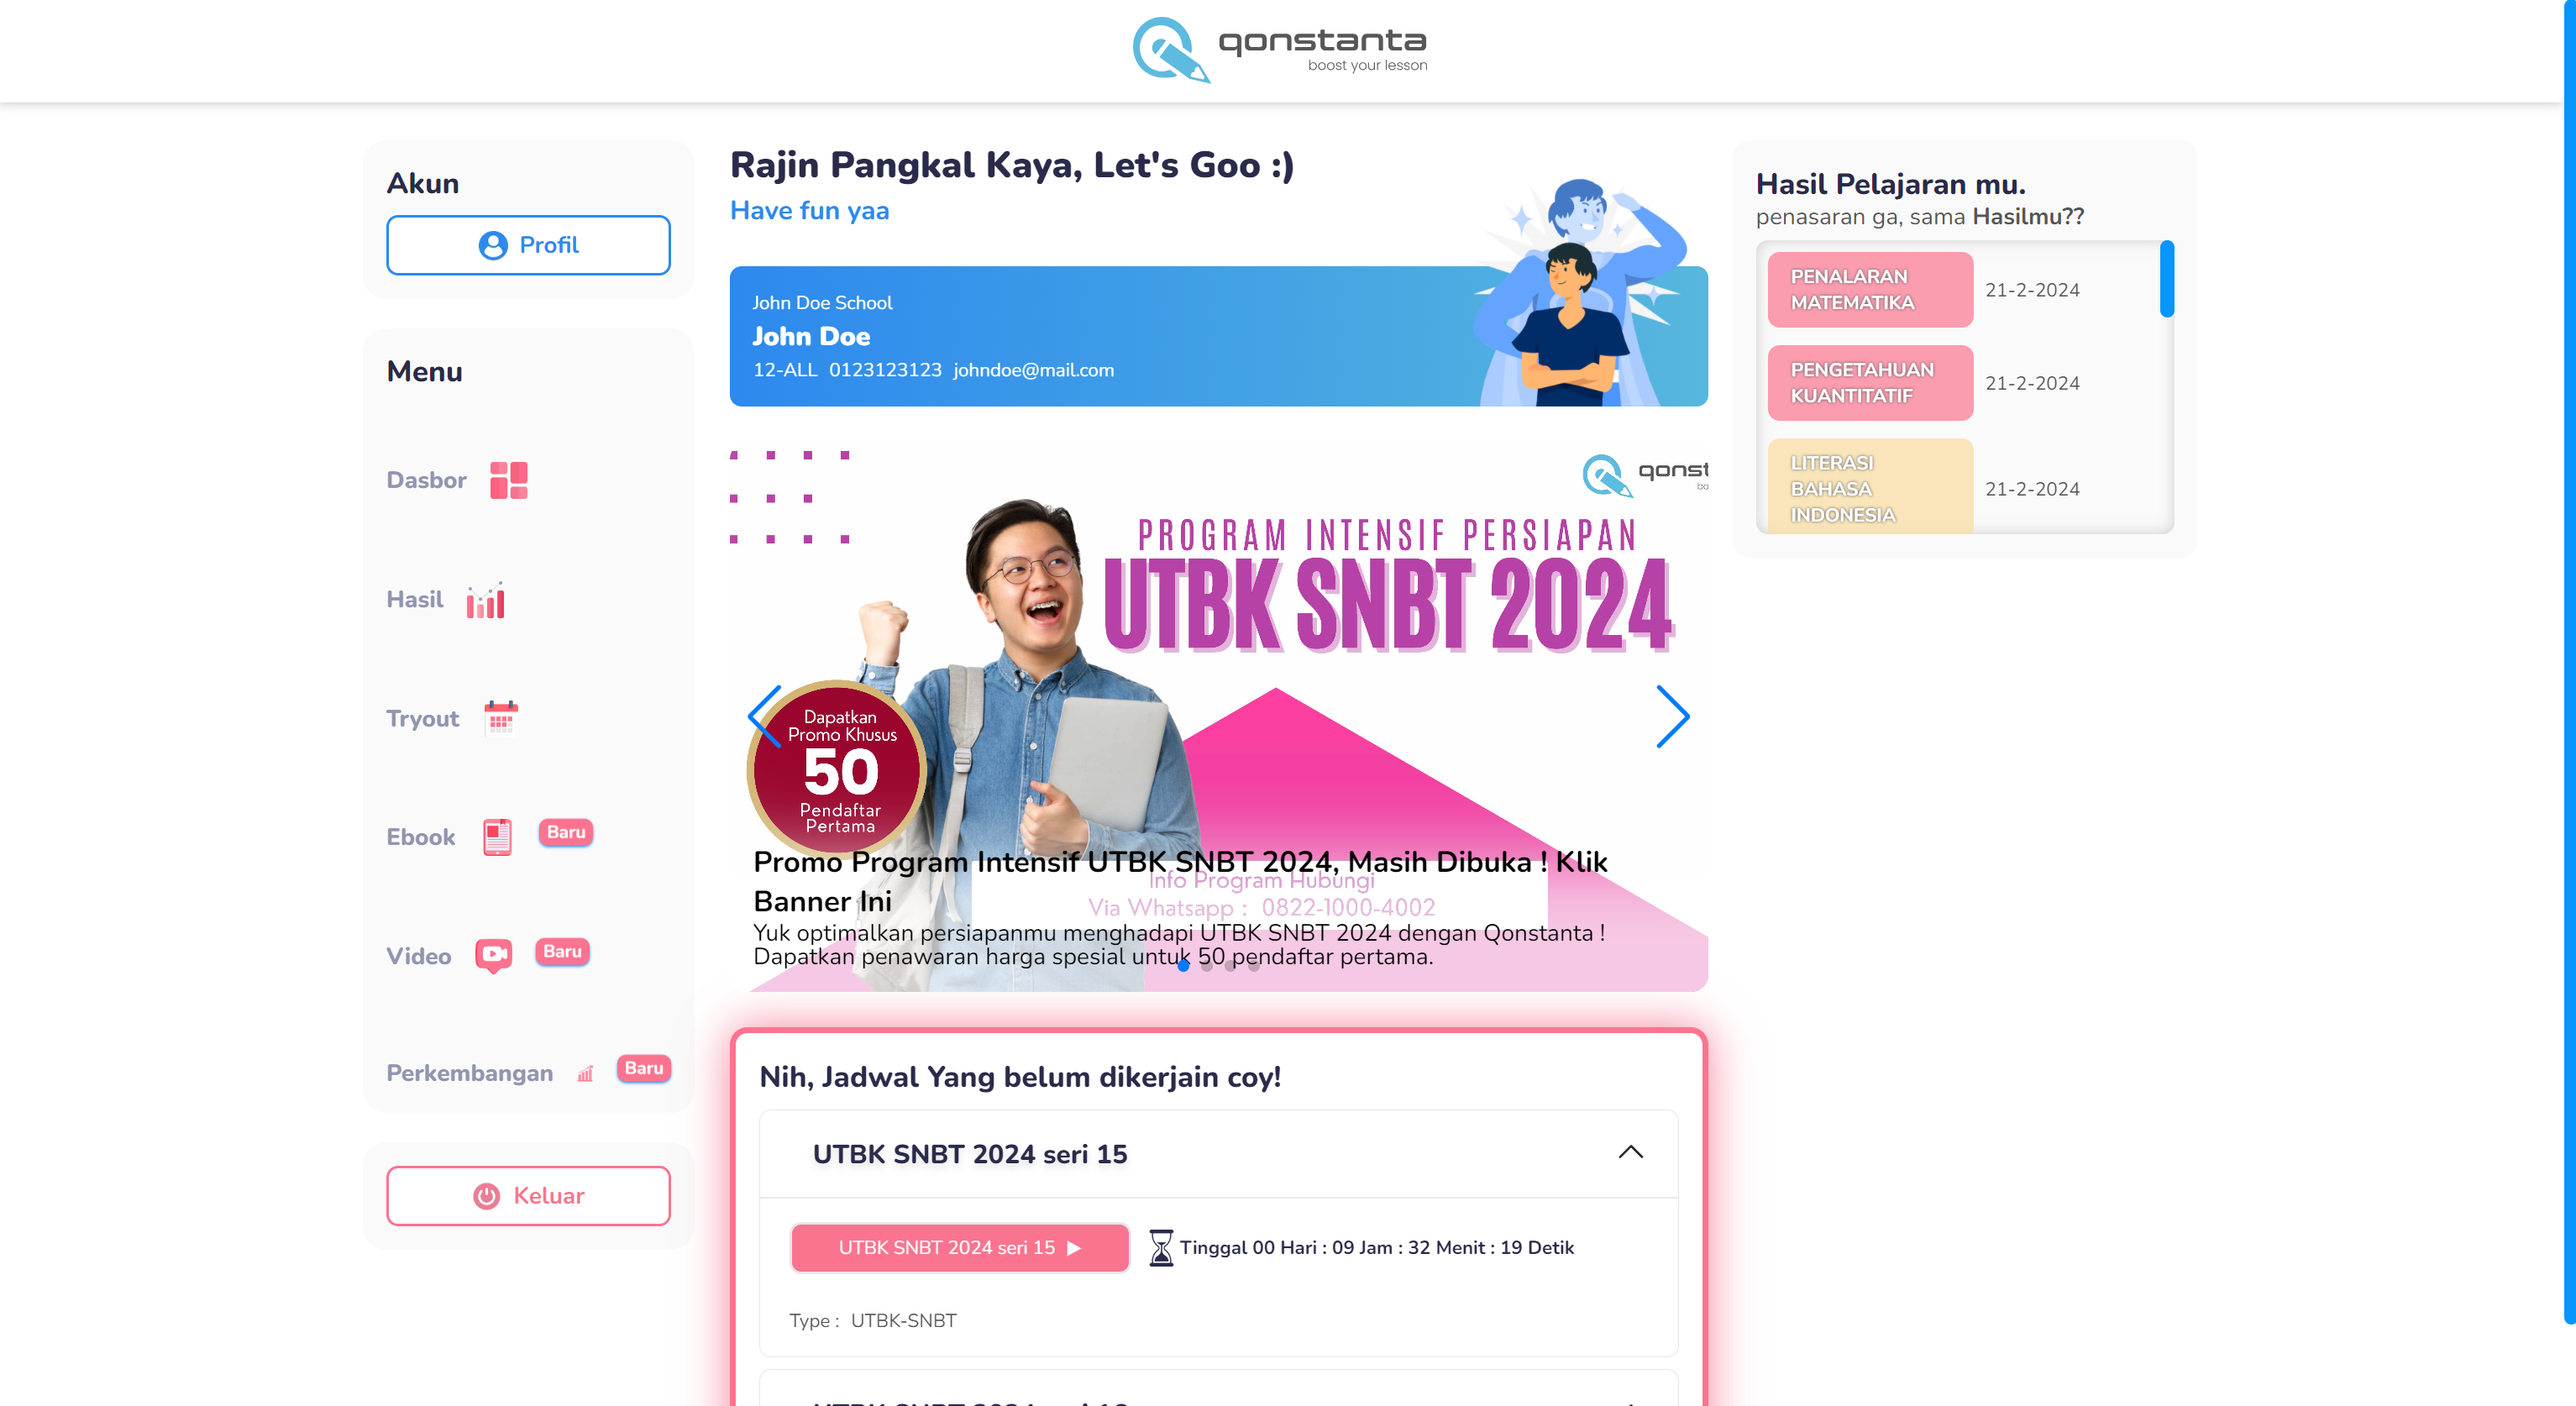 qonstanta
boost your lesson
Akun
Profil
Menu
Dasbor
Hasil
Tryout
Ebook Baru
Video Baru
Perkembangan Baru
Keluar
Rajin Pangkal Kaya, Let's Goo :)
Have fun yaa
John Doe School
John Doe
12-ALL 0123123123 johndoe@mail.com
qonst
PROGRAM INTENSIF PERSIAPAN
UTBK SNBT 2024
Dapatkan
Promo Khusus
50
Pendaftar
Pertama
Info Program Hubungi
Via Whatsapp : 0822-1000-4002
Promo Program Intensif UTBK SNBT 2024, Masih Dibuka ! Klik
Banner Ini
Yuk optimalkan persiapanmu menghadapi UTBK SNBT 2024 dengan Qonstanta !
Dapatkan penawaran harga spesial untuk 50 pendaftar pertama.
Nih, Jadwal Yang belum dikerjain coy!
UTBK SNBT 2024 seri 15
UTBK SNBT 2024 seri 15
Tinggal 00 Hari : 09 Jam : 32 Menit : 19 Detik
Type : UTBK-SNBT
Hasil Pelajaran mu.
penasaran ga, sama Hasilmu??
PENALARAN
MATEMATIKA
21-2-2024
PENGETAHUAN
KUANTITATIF
21-2-2024
LITERASI
BAHASA
INDONESIA
21-2-2024